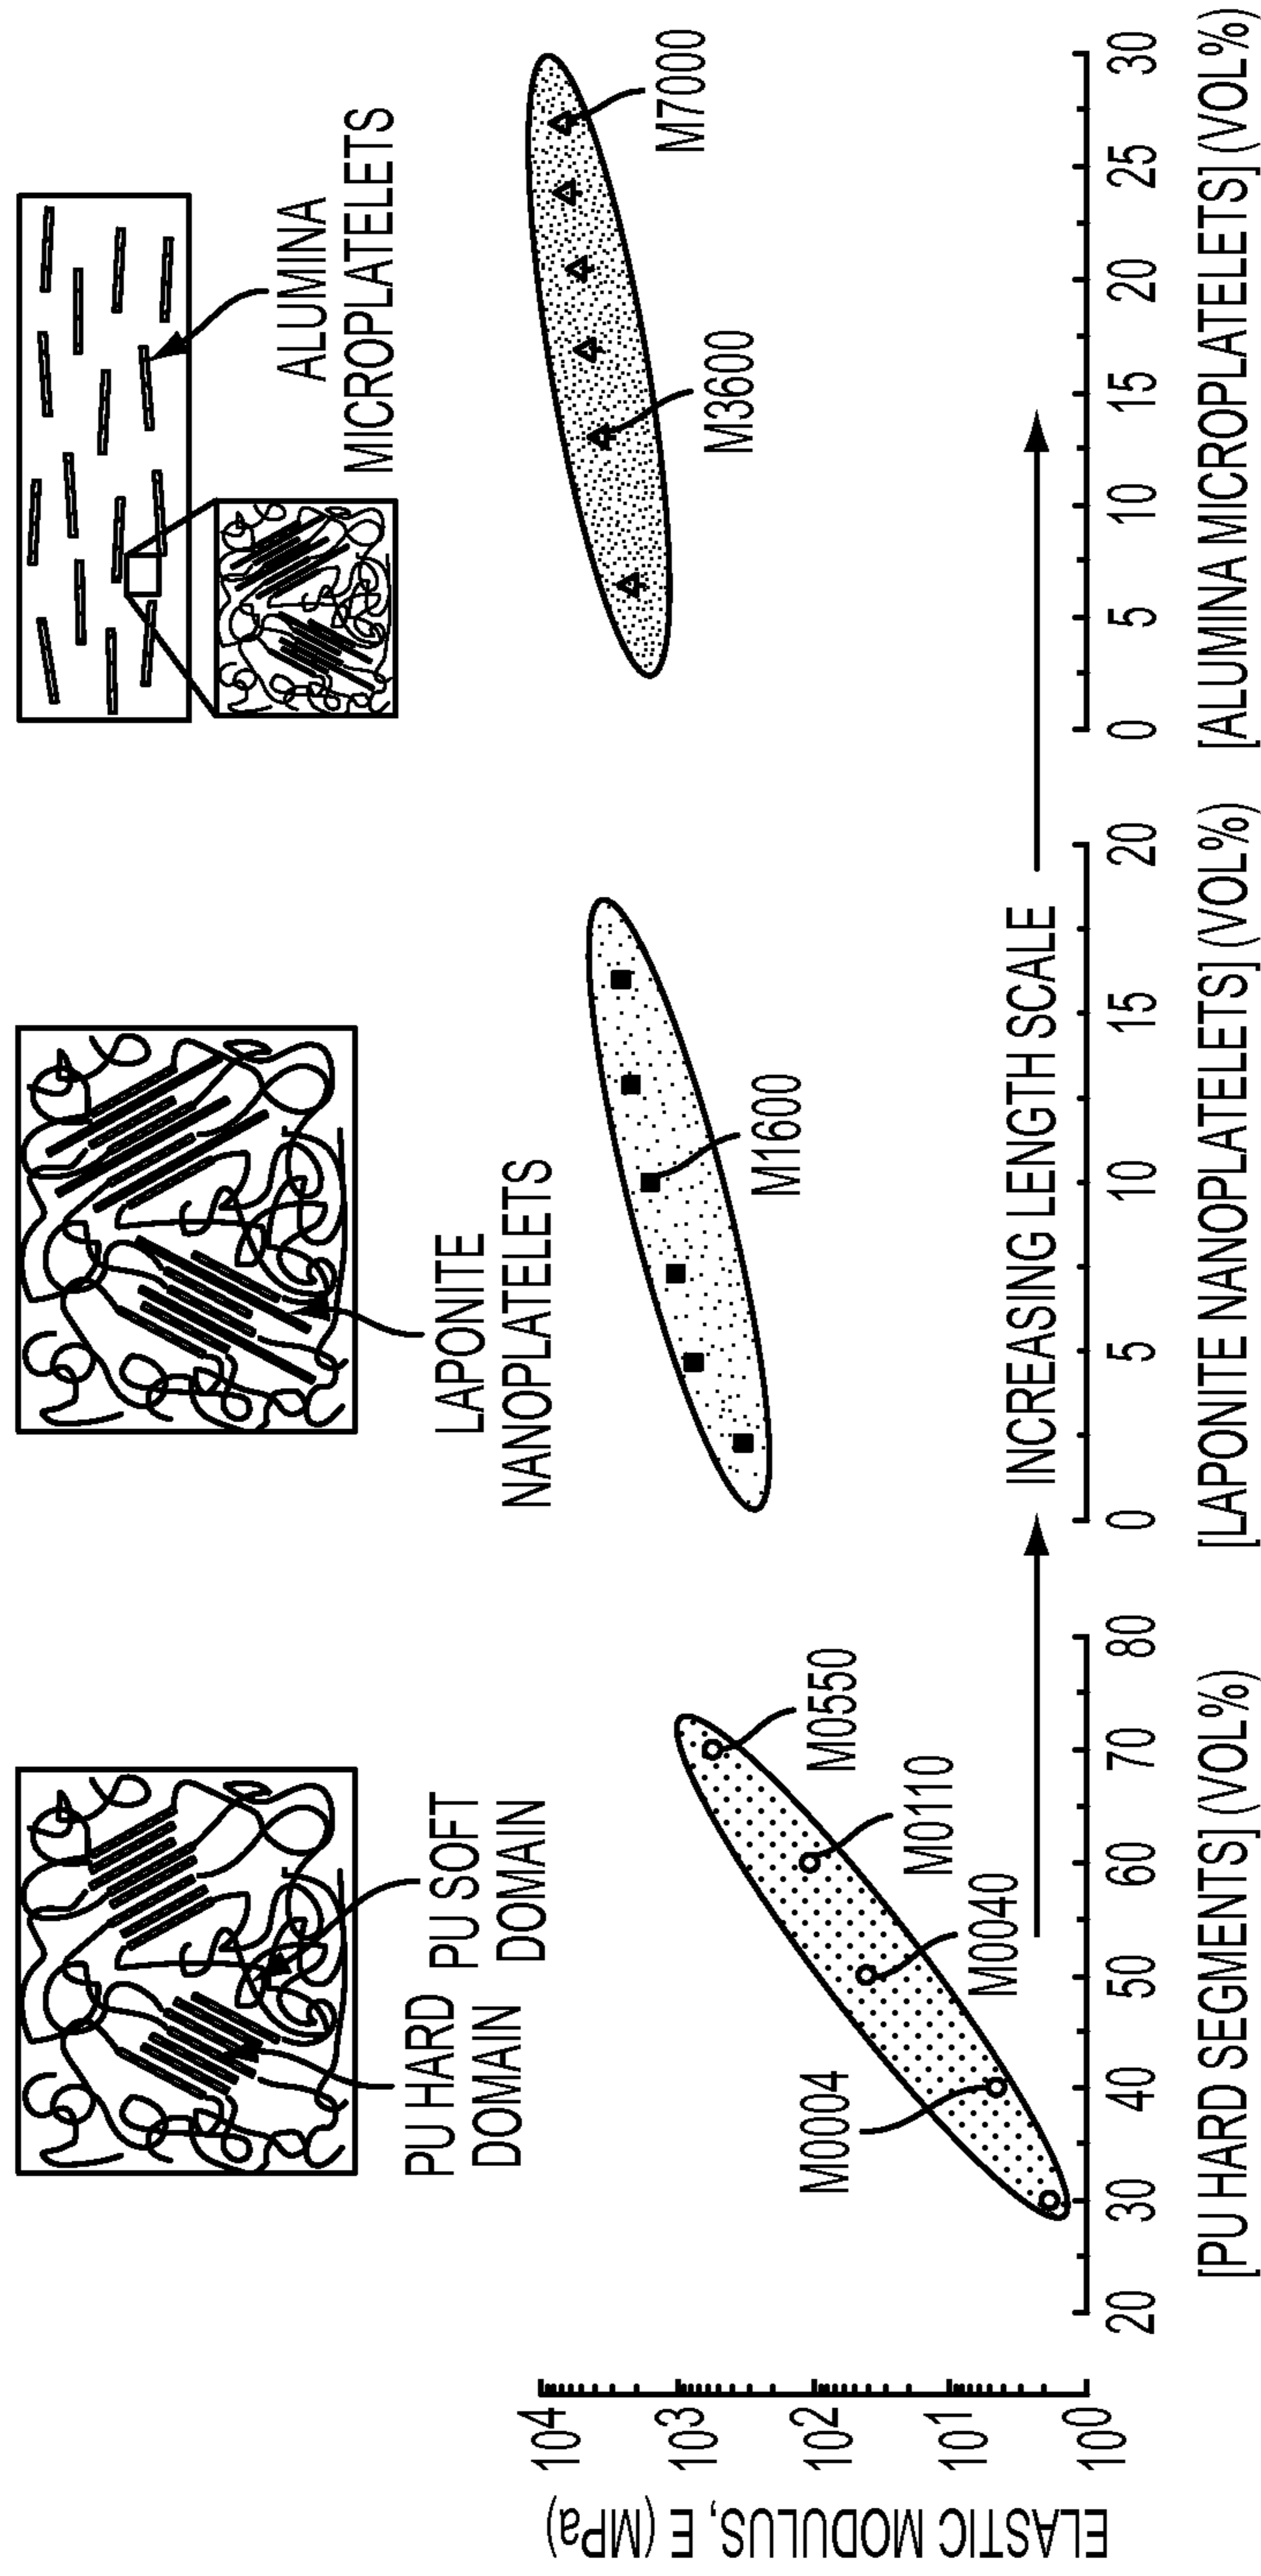 PU HARD
DOMAIN
PU SOFT
DOMAIN
LAPONITE
NANOPLATELETS
ALUMINA
MICROPLATELETS
ELASTIC MODULUS, E (MPa)
10⁴
10³
10²
10¹
10⁰
M0004
M0040
M0110
M0550
M1600
M3600
M7000
INCREASING LENGTH SCALE
20 30 40 50 60 70 80
[PU HARD SEGMENTS] (VOL%)
0 5 10 15 20
[LAPONITE NANOPLATELETS] (VOL%)
0 5 10 15 20 25 30
[ALUMINA MICROPLATELETS] (VOL%)